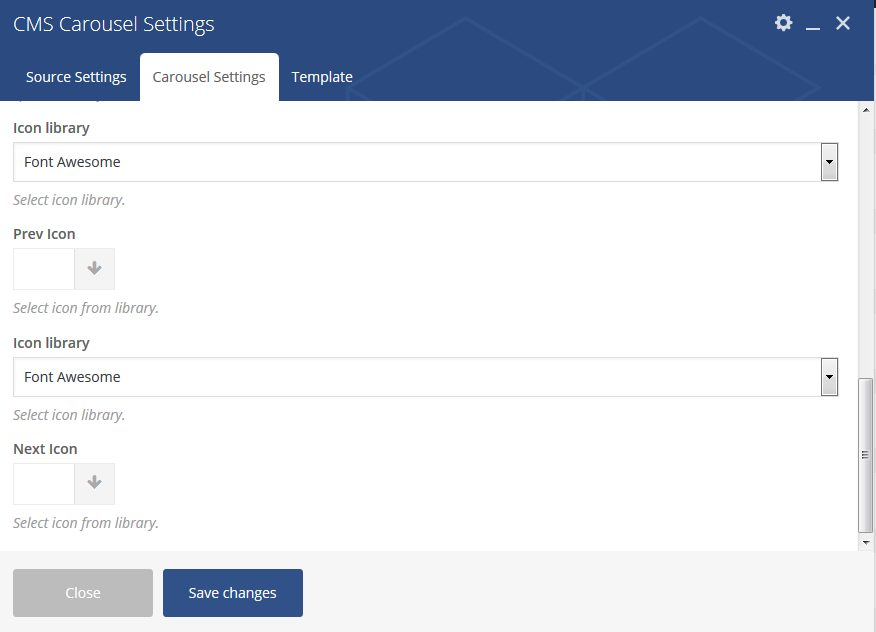 CMS Carousel Settings
Source Settings Carousel Settings Template
Icon library
Font Awesome
Select icon library.
Prev Icon
Select icon from library.
Icon library
Font Awesome
Select icon library.
Next Icon
Select icon from library.
Close Save changes